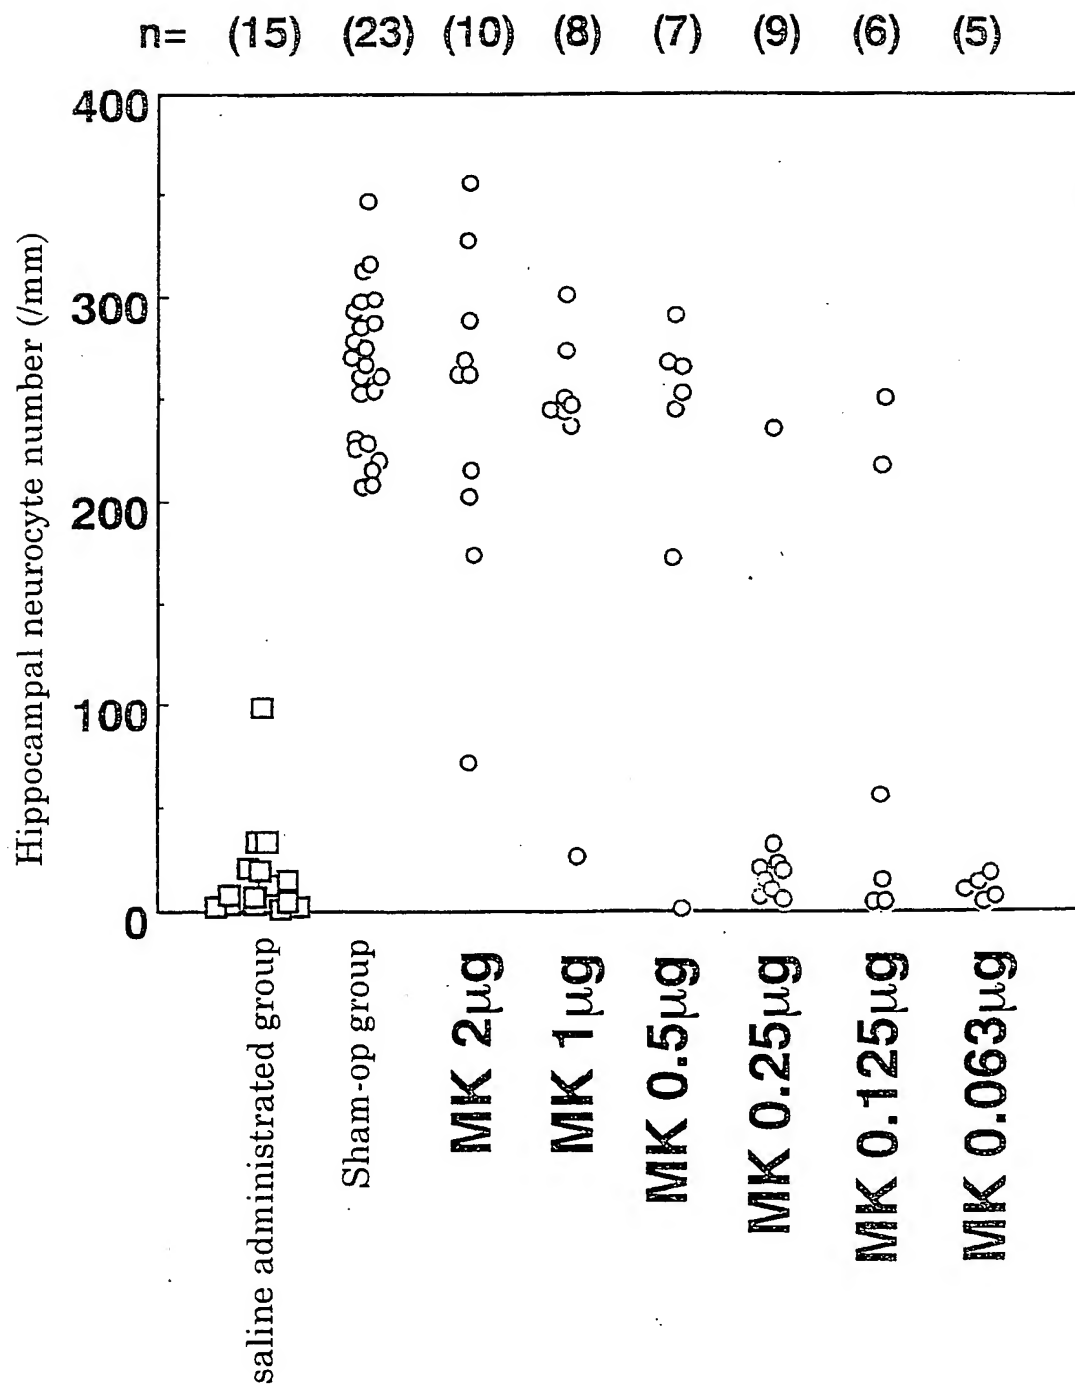 n= (15) (23) (10) (8) (7) (9) (6) (5)
Hippocampal neurocyte number (/mm)
400
300
200
100
0
saline administrated group
Sham-op group
MK 2µg
MK 1µg
MK 0.5µg
MK 0.25µg
MK 0.125µg
MK 0.063µg